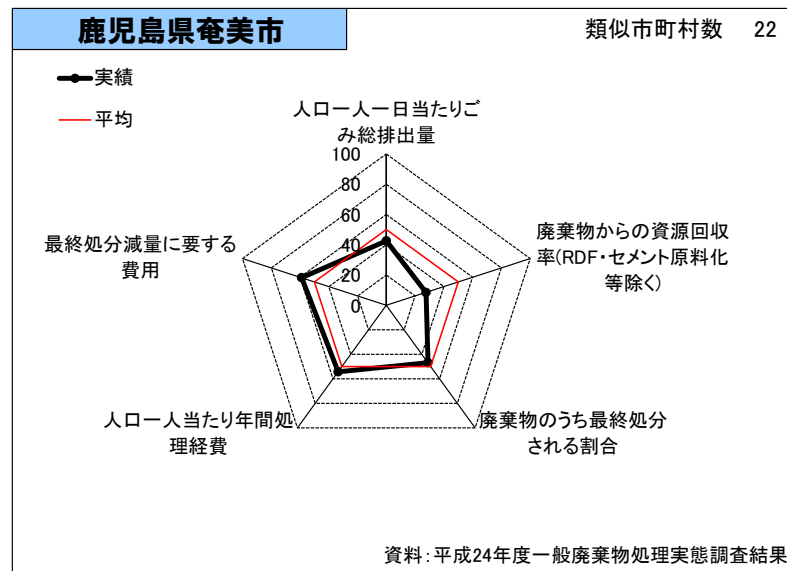 鹿児島県奄美市
類似市町村数 22
実績
平均
人口一人一日当たりご
み総排出量
100
80
60
40
20
0
廃棄物からの資源回収
率(RDF・セメント原料化
等除く)
最終処分減量に要する
費用
人口一人当たり年間処
理経費
廃棄物のうち最終処分
される割合
資料：平成24年度一般廃棄物処理実態調査結果